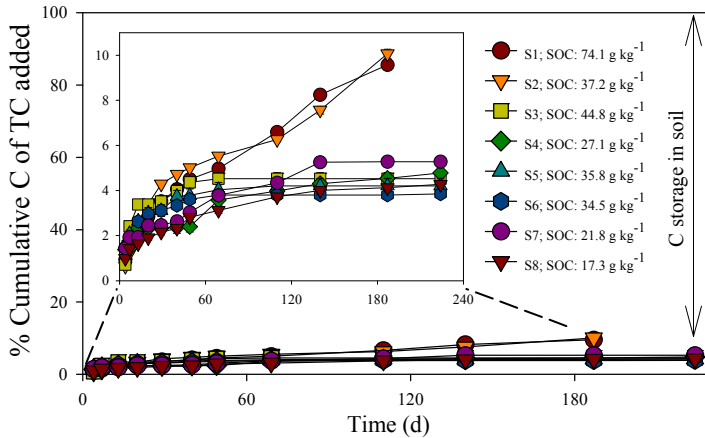 % Cumulative C of TC added
100
80
60
40
20
0
10
8
6
4
2
0
0 60 120 180 240
S1; SOC: 74.1 g kg⁻¹
S2; SOC: 37.2 g kg⁻¹
S3; SOC: 44.8 g kg⁻¹
S4; SOC: 27.1 g kg⁻¹
S5; SOC: 35.8 g kg⁻¹
S6; SOC: 34.5 g kg⁻¹
S7; SOC: 21.8 g kg⁻¹
S8; SOC: 17.3 g kg⁻¹
C storage in soil
0 60 120 180
Time (d)